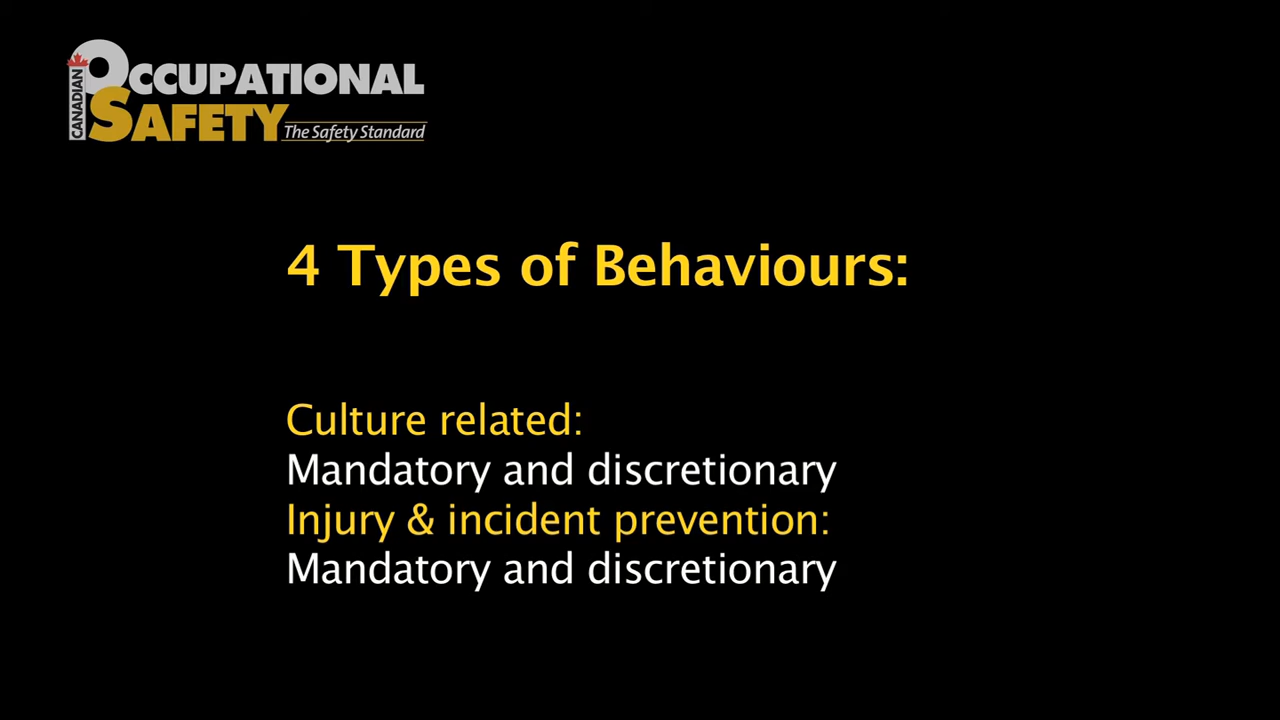 CANADIAN
OCCUPATIONAL
SAFETY
The Safety Standard
4 Types of Behaviours:
Culture related:
Mandatory and discretionary
Injury & incident prevention:
Mandatory and discretionary